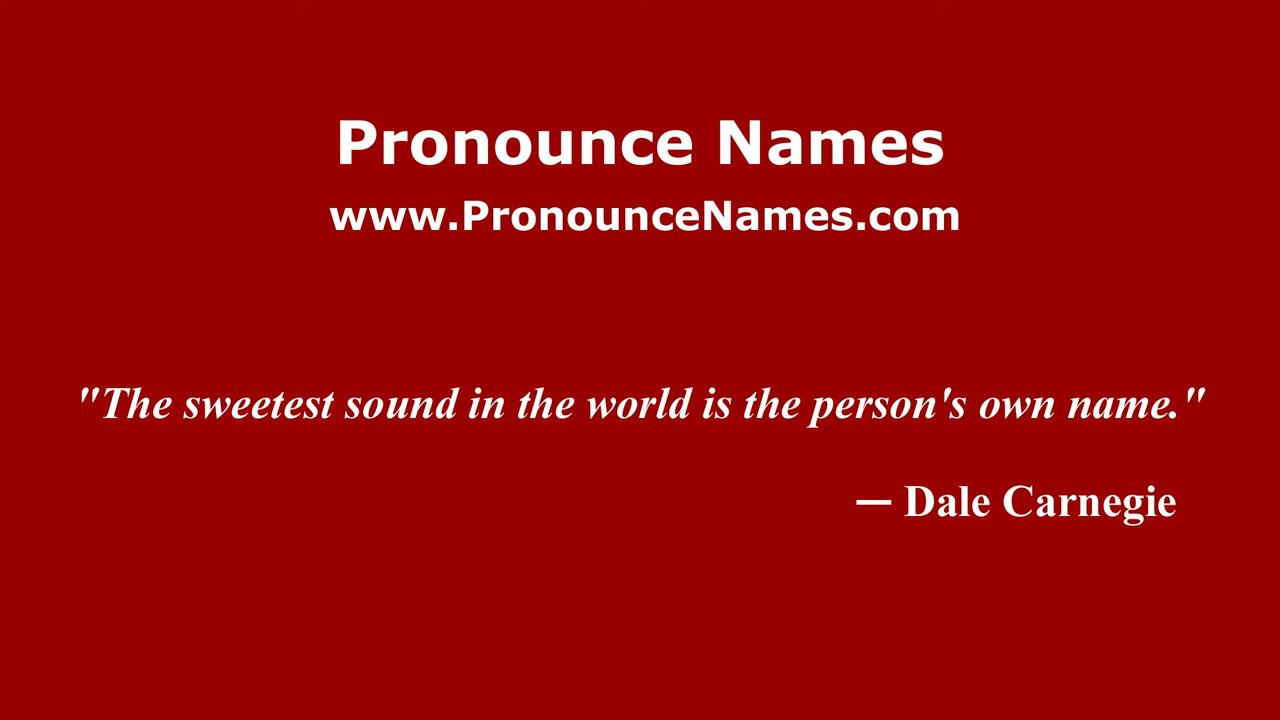 Pronounce Names
www.PronounceNames.com
"The sweetest sound in the world is the person's own name."
— Dale Carnegie